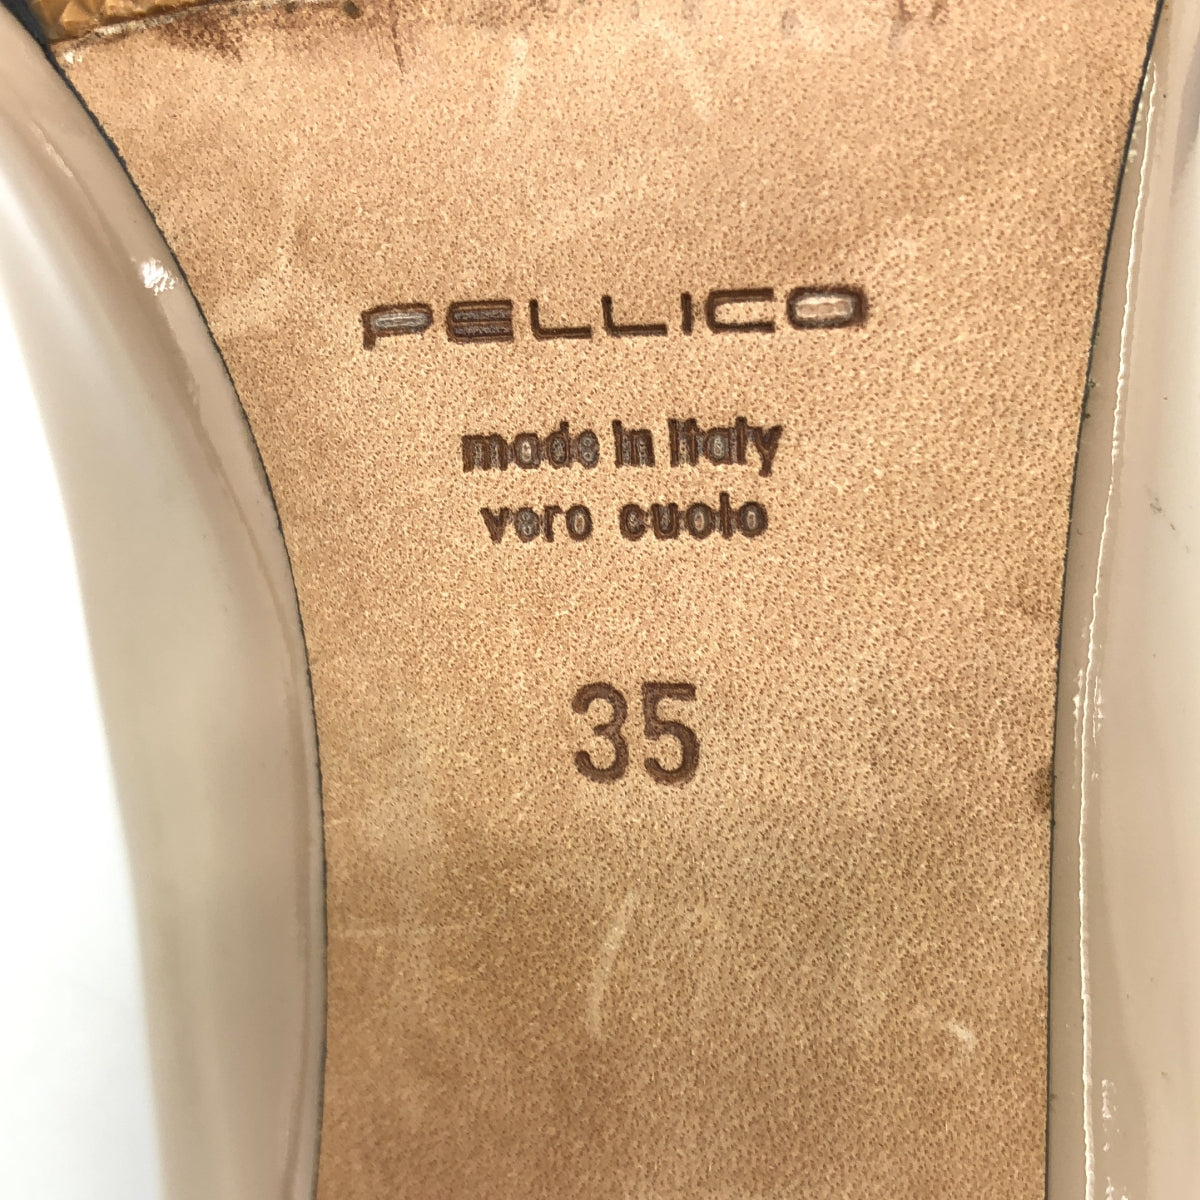 PELLICO
made in Italy
vero cuoio
35